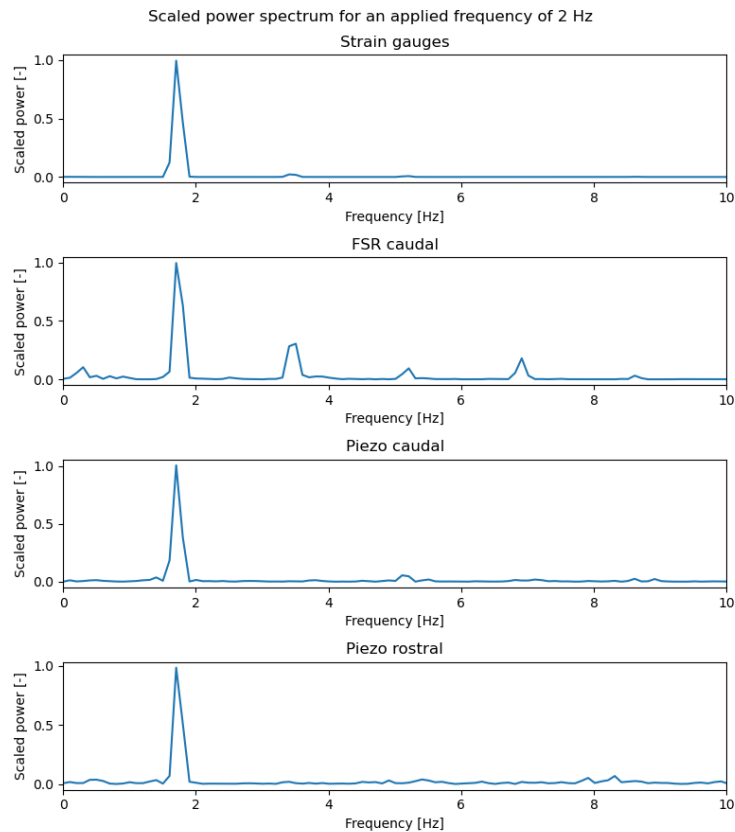 Scaled power spectrum for an applied frequency of 2 Hz
Strain gauges
1.0
0.5
0.0
Scaled power [-]
0 2 4 6 8 10
Frequency [Hz]
FSR caudal
1.0
0.5
0.0
Scaled power [-]
0 2 4 6 8 10
Frequency [Hz]
Piezo caudal
1.0
0.5
0.0
Scaled power [-]
0 2 4 6 8 10
Frequency [Hz]
Piezo rostral
1.0
0.5
0.0
Scaled power [-]
0 2 4 6 8 10
Frequency [Hz]